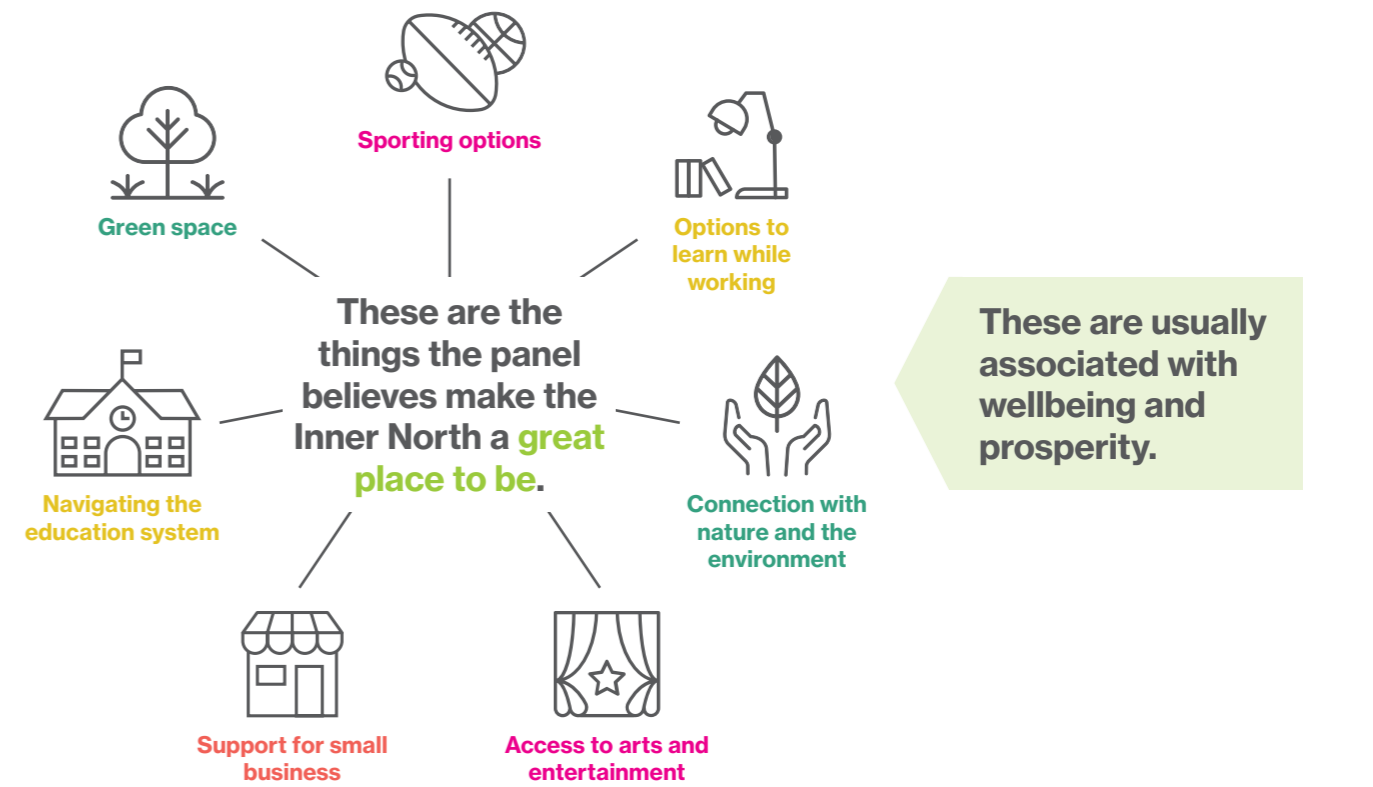 Sporting options
Green space
Options to
learn while
working
These are the
things the panel
believes make the
Inner North a great
place to be.
These are usually
associated with
wellbeing and
prosperity.
Navigating the
education system
Connection with
nature and the
environment
Support for small
business
Access to arts and
entertainment